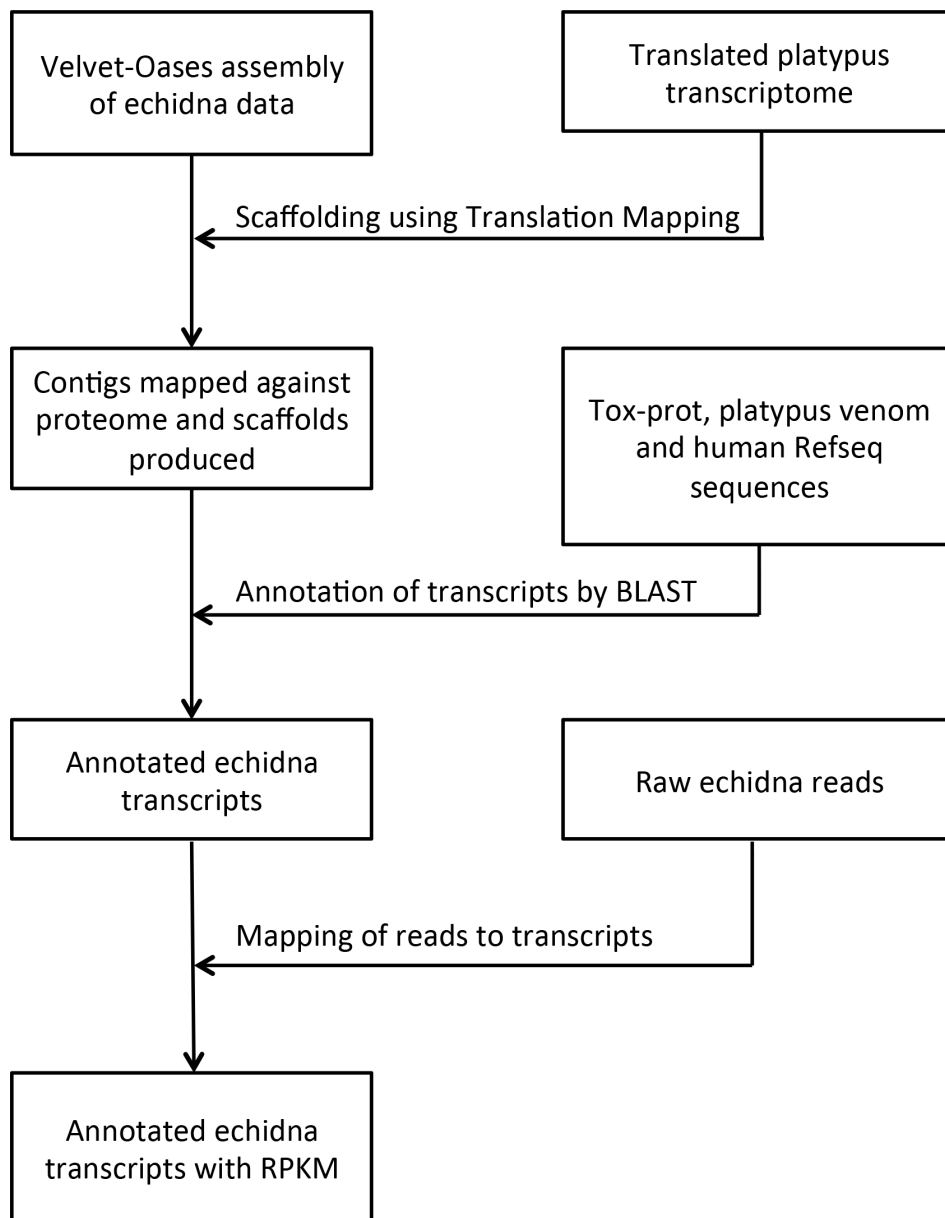 Velvet-Oases assembly
of echidna data
Translated platypus
transcriptome
Scaffolding using Translation Mapping
Contigs mapped against
proteome and scaffolds
produced
Tox-prot, platypus venom
and human Refseq
sequences
Annotation of transcripts by BLAST
Annotated echidna
transcripts
Raw echidna reads
Mapping of reads to transcripts
Annotated echidna
transcripts with RPKM